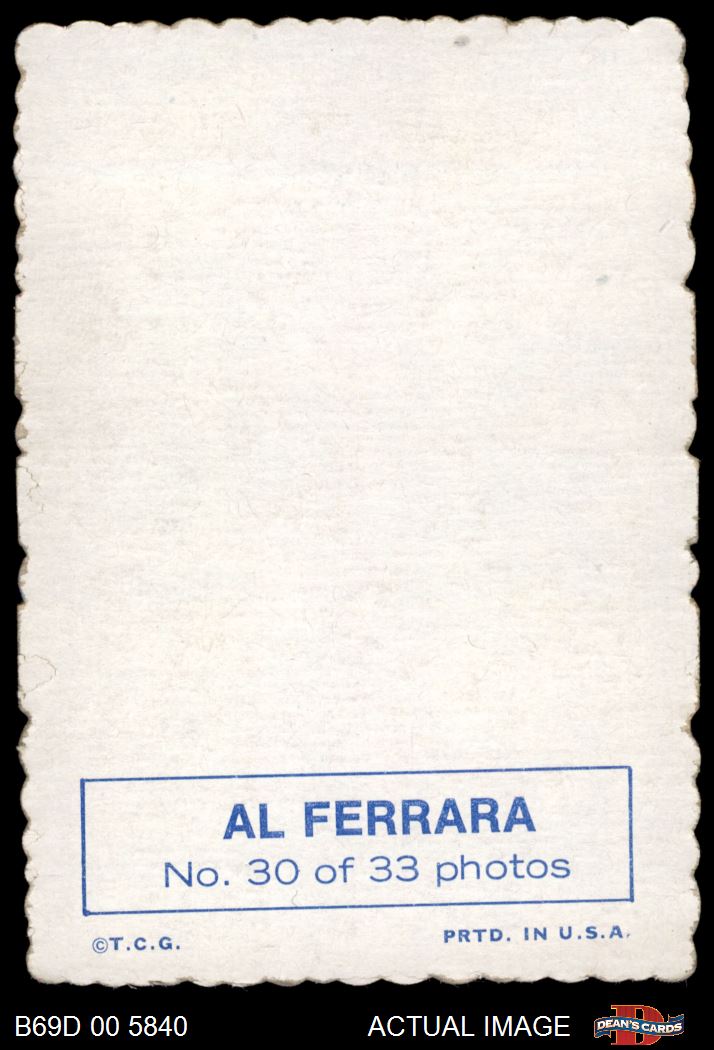 AL FERRARA
No. 30 of 33 photos
©T.C.G.
PRTD. IN U.S.A.
B69D 00 5840
ACTUAL IMAGE
D
DEAN'S CARDS